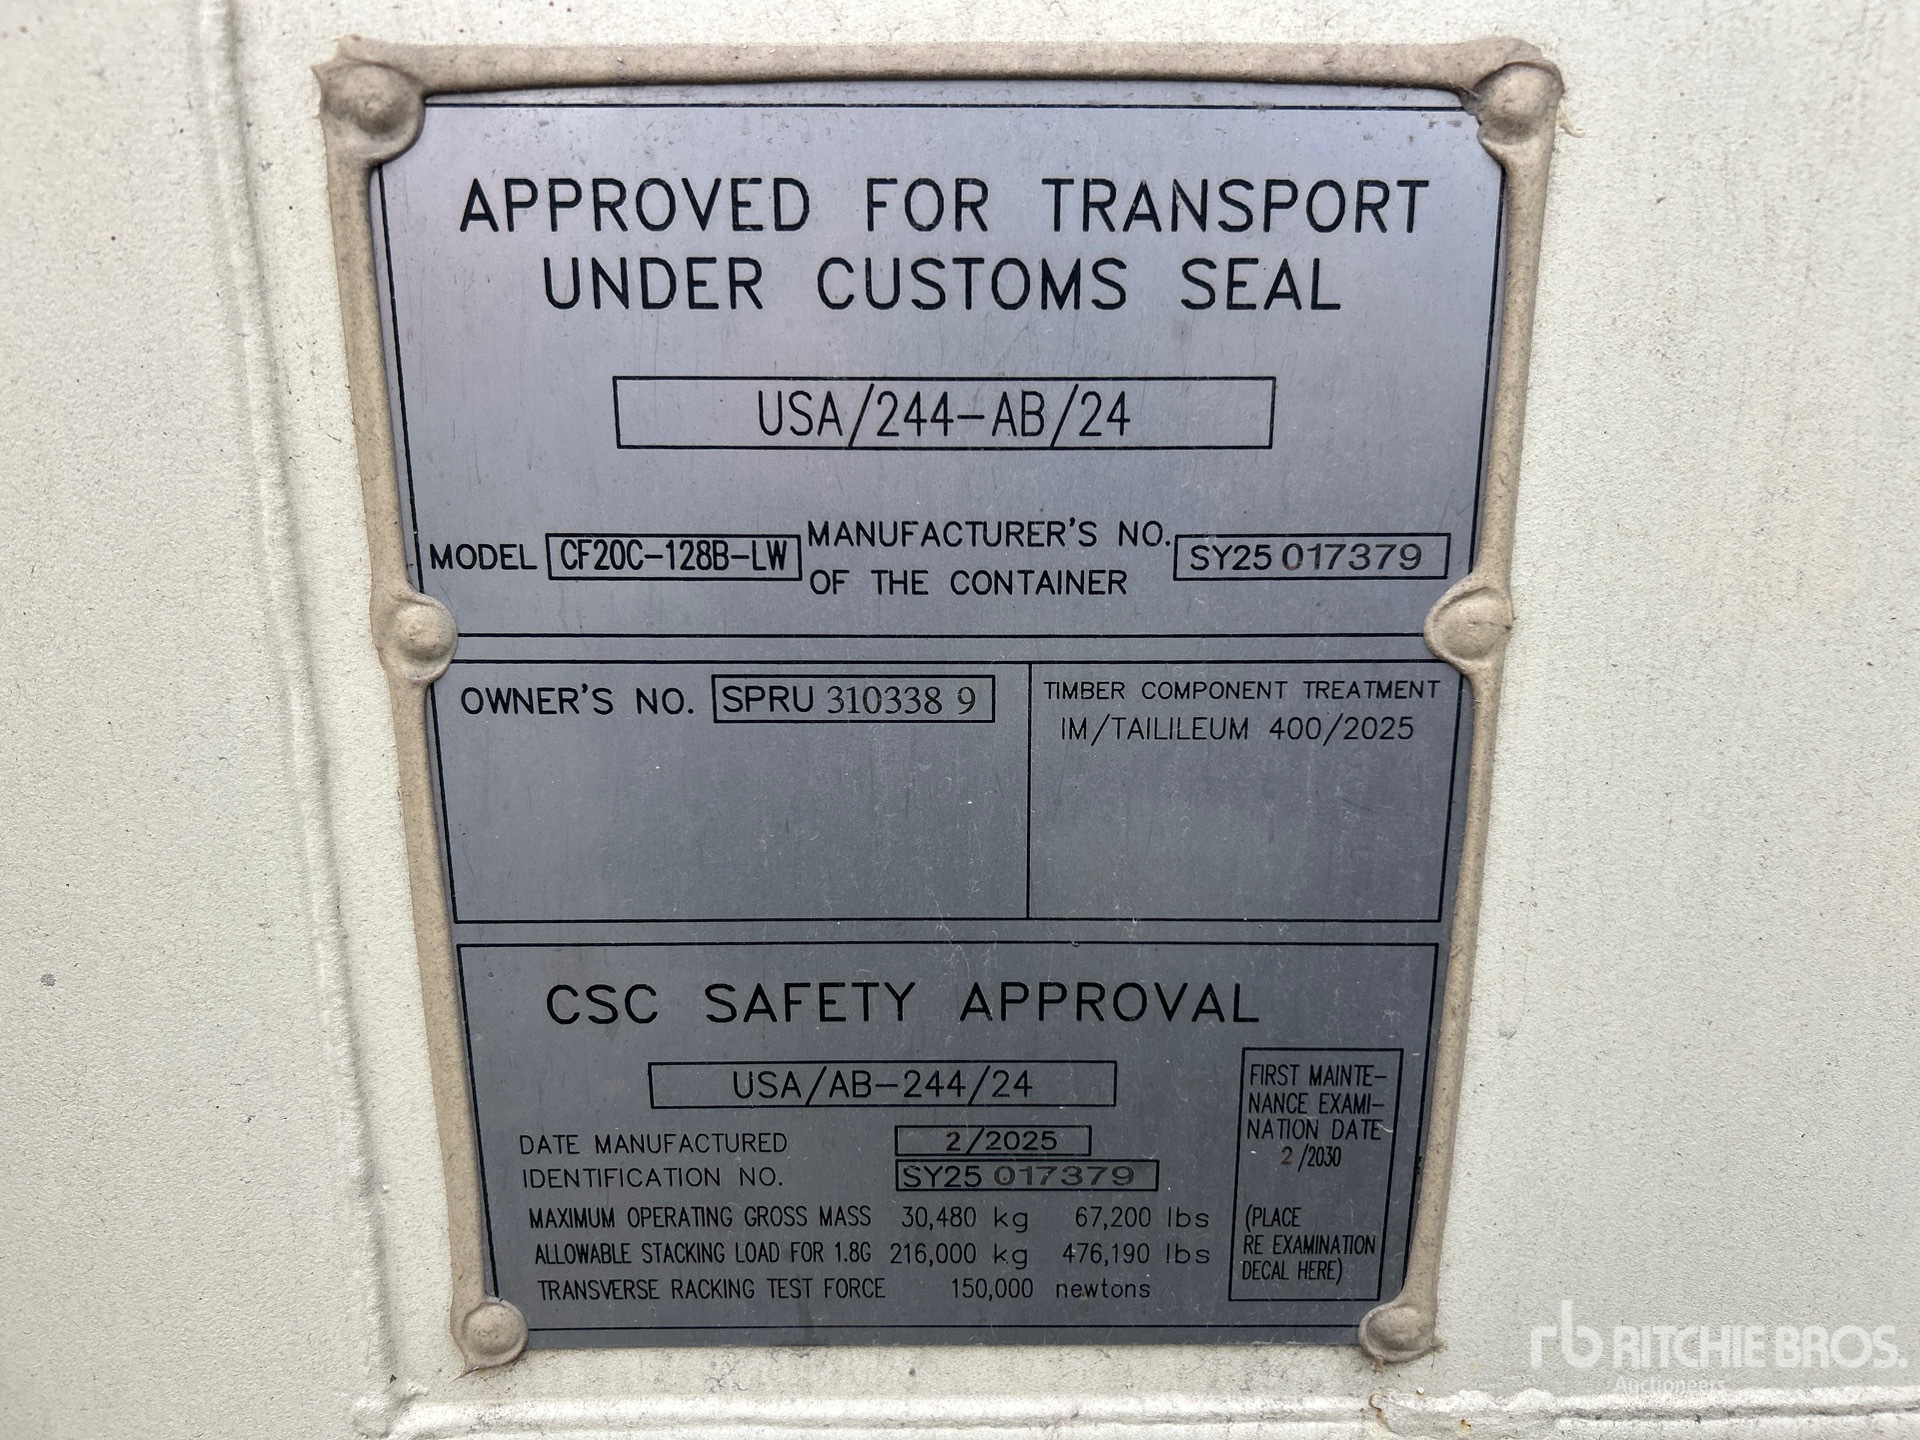 APPROVED FOR TRANSPORT
UNDER CUSTOMS SEAL
USA/244-AB/24
MODEL CF20C-128B-LW MANUFACTURER'S NO. OF THE CONTAINER SY25 017379
OWNER'S NO. SPRU 310338 9
TIMBER COMPONENT TREATMENT
IM/TAILILEUM 400/2025
CSC SAFETY APPROVAL
USA/AB-244/24
DATE MANUFACTURED 2/2025
IDENTIFICATION NO. SY25 017379
MAXIMUM OPERATING GROSS MASS 30,480 kg 67,200 lbs
ALLOWABLE STACKING LOAD FOR 1.8G 216,000 kg 476,190 lbs
TRANSVERSE RACKING TEST FORCE 150,000 newtons
FIRST MAINTE-
NANCE EXAMI-
NATION DATE
2 /2030
(PLACE
RE EXAMINATION
DECAL HERE)
rb RITCHIE BROS.
Auctioneers